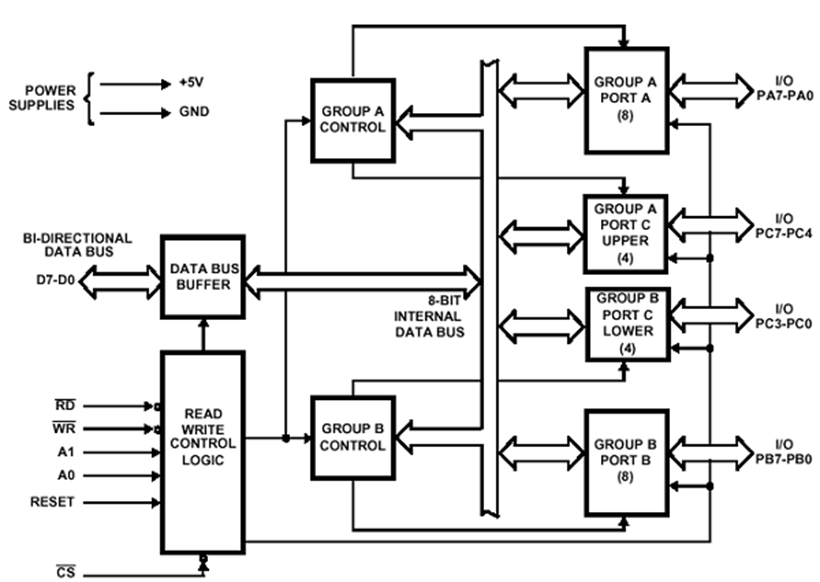 POWER
SUPPLIES
+5V
GND
GROUP A
CONTROL
GROUP A
PORT A
(8)
I/O
PA7-PA0
GROUP A
PORT C
UPPER
(4)
I/O
PC7-PC4
BI-DIRECTIONAL
DATA BUS
D7-D0
DATA BUS
BUFFER
8-BIT
INTERNAL
DATA BUS
GROUP B
PORT C
LOWER
(4)
I/O
PC3-PC0
RD
WR
A1
A0
RESET
CS
READ
WRITE
CONTROL
LOGIC
GROUP B
CONTROL
GROUP B
PORT B
(8)
I/O
PB7-PB0